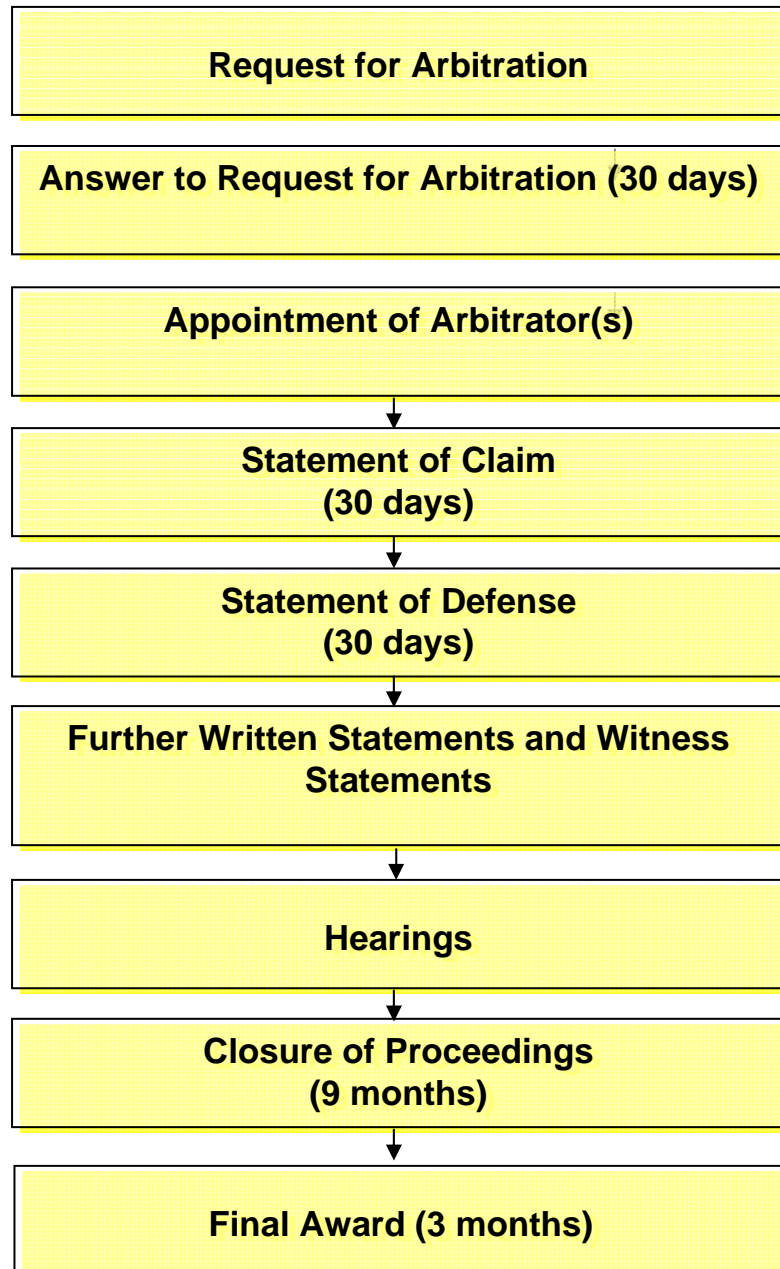 Request for Arbitration
Answer to Request for Arbitration (30 days)
Appointment of Arbitrator(s)
Statement of Claim
(30 days)
Statement of Defense
(30 days)
Further Written Statements and Witness
Statements
Hearings
Closure of Proceedings
(9 months)
Final Award (3 months)